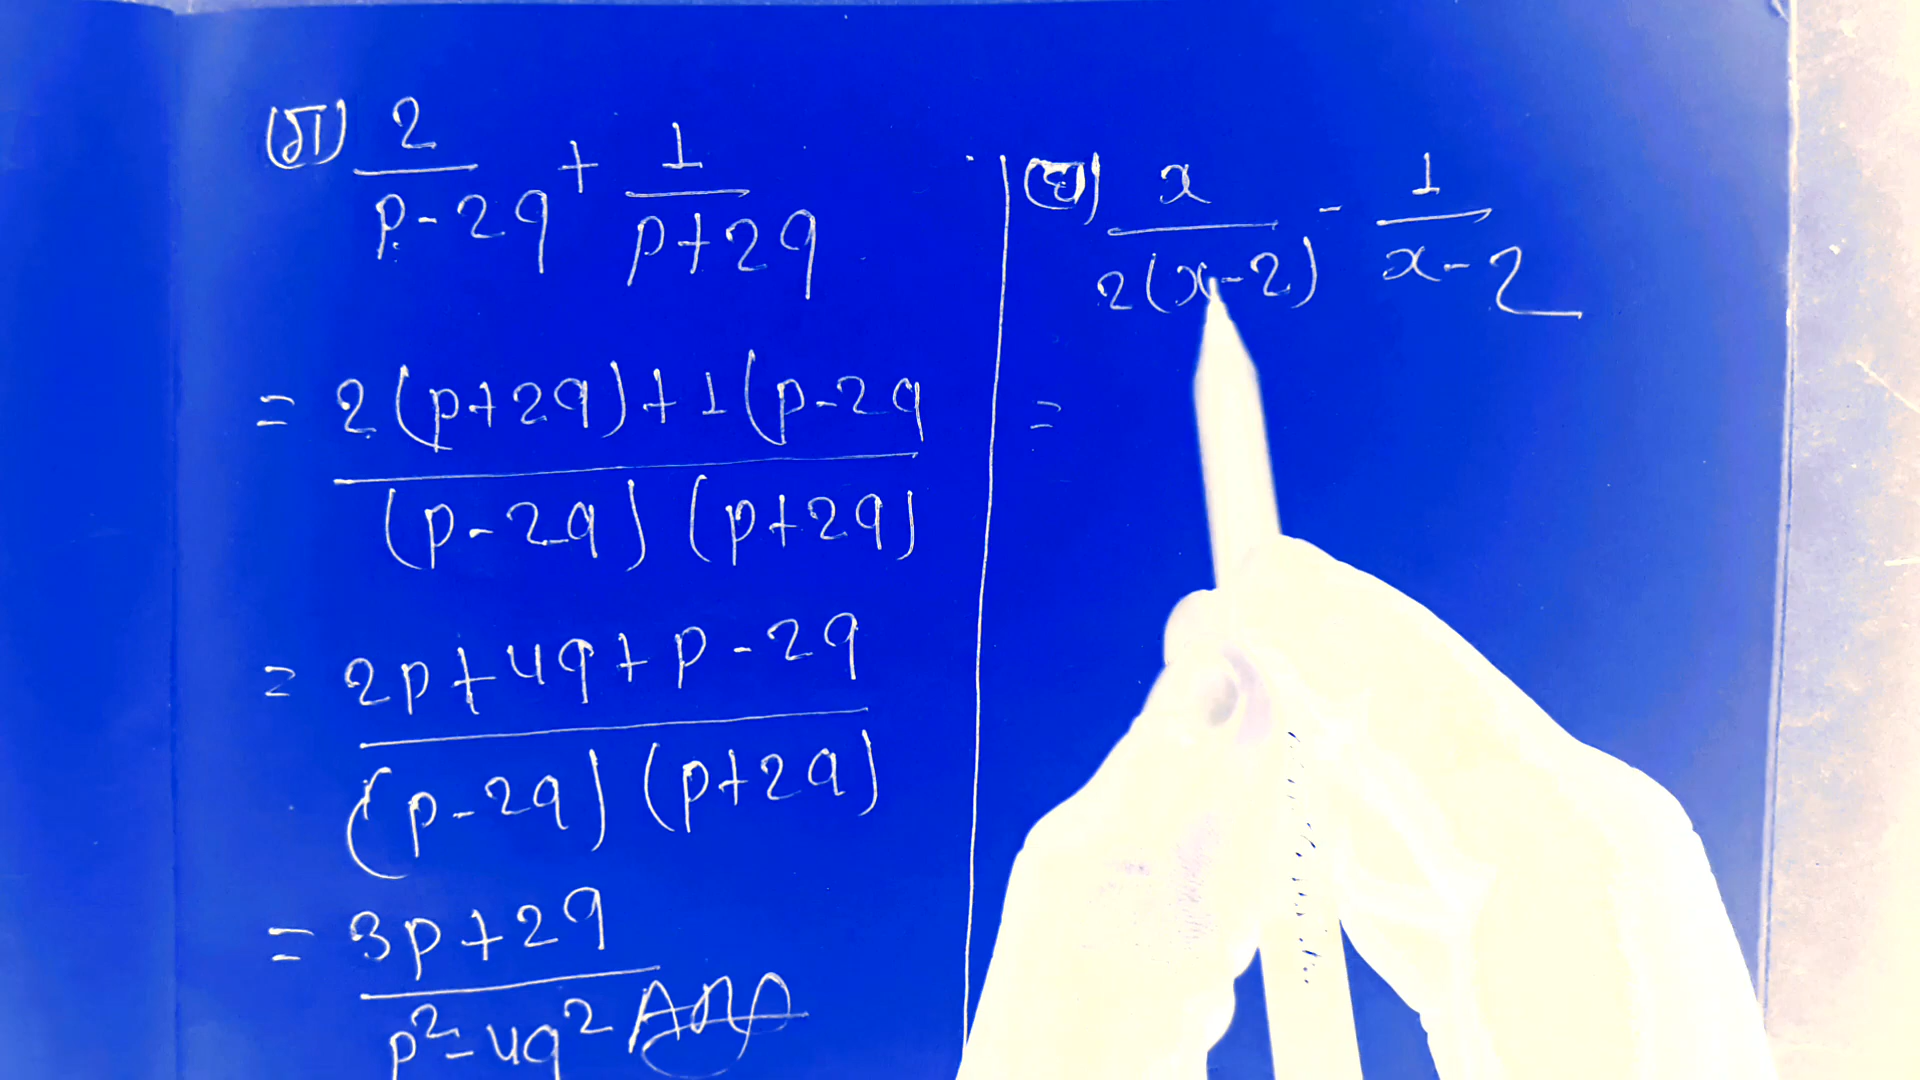 (গ) 2/(p-2q) + 1/(p+2q)
= 2(p+2q)+1(p-2q / (p-2q)(p+2q)
= 2p+4q+p-2q / (p-2q)(p+2q)
= 3p+2q / p²-4q² Ans
(ঘ) x/2(x-2) - 1/x-2
=